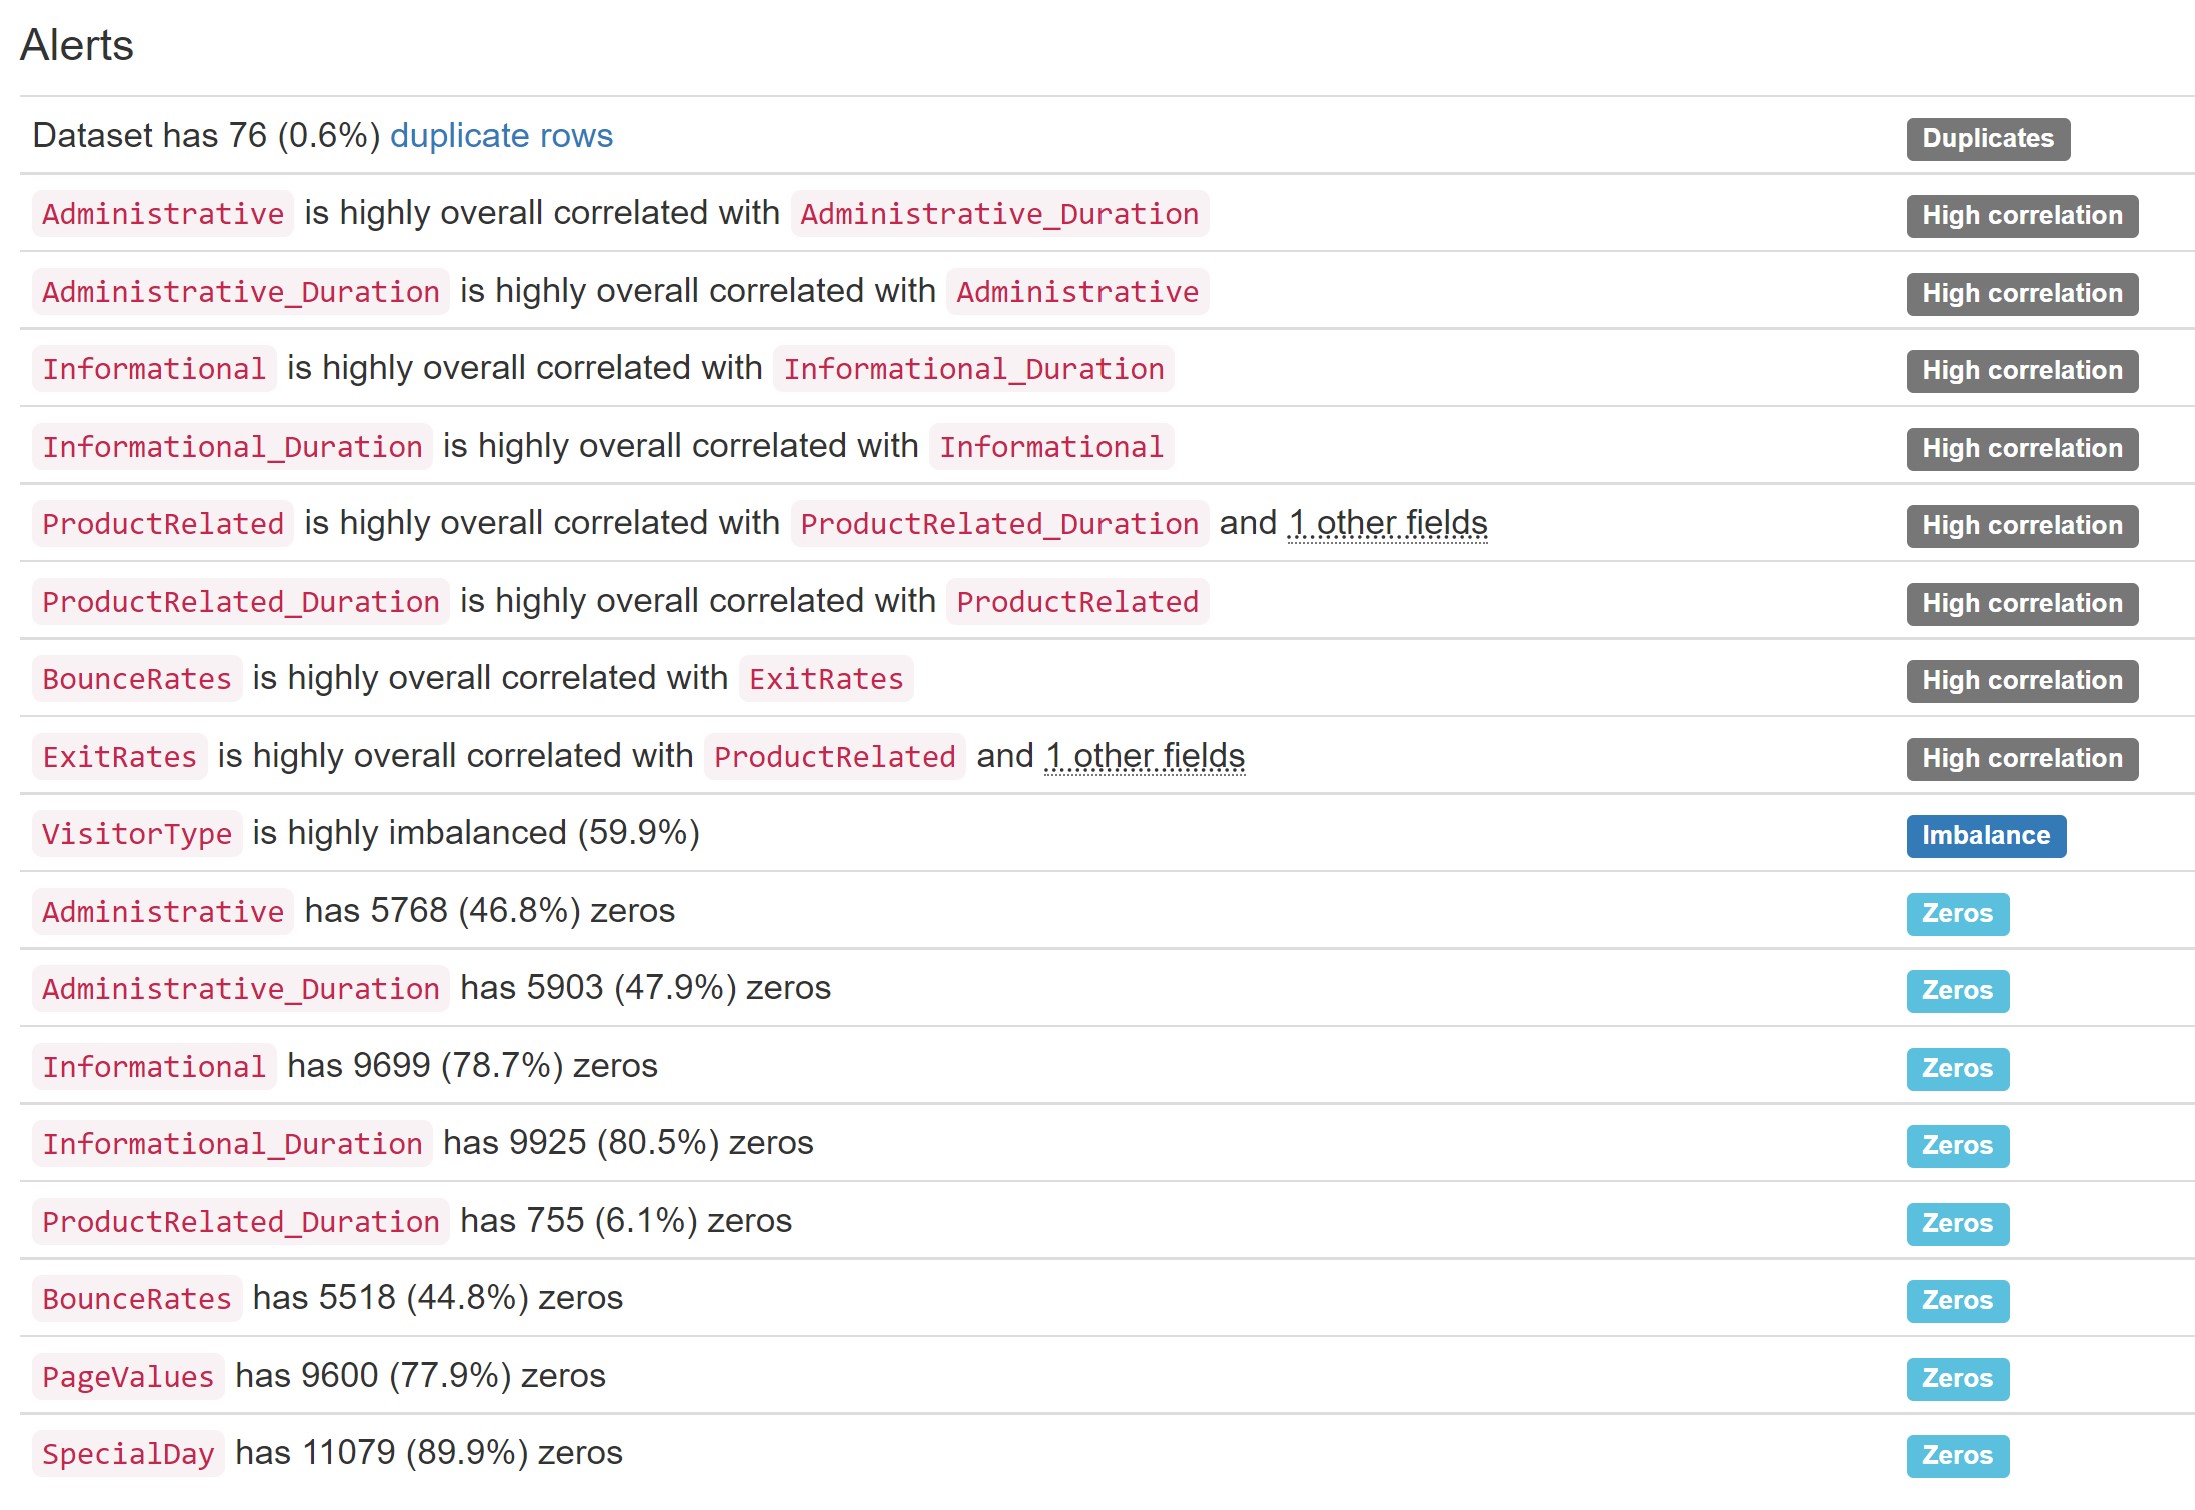 Alerts
Dataset has 76 (0.6%) duplicate rows Duplicates
Administrative is highly overall correlated with Administrative_Duration High correlation
Administrative_Duration is highly overall correlated with Administrative High correlation
Informational is highly overall correlated with Informational_Duration High correlation
Informational_Duration is highly overall correlated with Informational High correlation
ProductRelated is highly overall correlated with ProductRelated_Duration and 1 other fields High correlation
ProductRelated_Duration is highly overall correlated with ProductRelated High correlation
BounceRates is highly overall correlated with ExitRates High correlation
ExitRates is highly overall correlated with ProductRelated and 1 other fields High correlation
VisitorType is highly imbalanced (59.9%) Imbalance
Administrative has 5768 (46.8%) zeros Zeros
Administrative_Duration has 5903 (47.9%) zeros Zeros
Informational has 9699 (78.7%) zeros Zeros
Informational_Duration has 9925 (80.5%) zeros Zeros
ProductRelated_Duration has 755 (6.1%) zeros Zeros
BounceRates has 5518 (44.8%) zeros Zeros
PageValues has 9600 (77.9%) zeros Zeros
SpecialDay has 11079 (89.9%) zeros Zeros